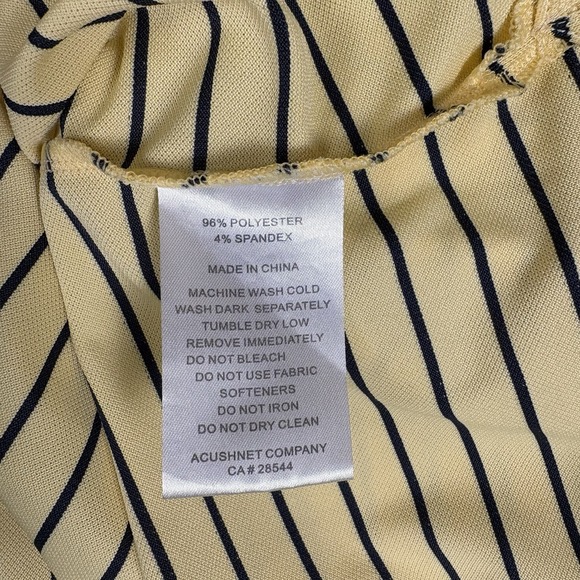 96% POLYESTER
4% SPANDEX
MADE IN CHINA
MACHINE WASH COLD
WASH DARK SEPARATELY
TUMBLE DRY LOW
REMOVE IMMEDIATELY
DO NOT BLEACH
DO NOT USE FABRIC
SOFTENERS
DO NOT IRON
DO NOT DRY CLEAN
ACUSHNET COMPANY
CA# 28544